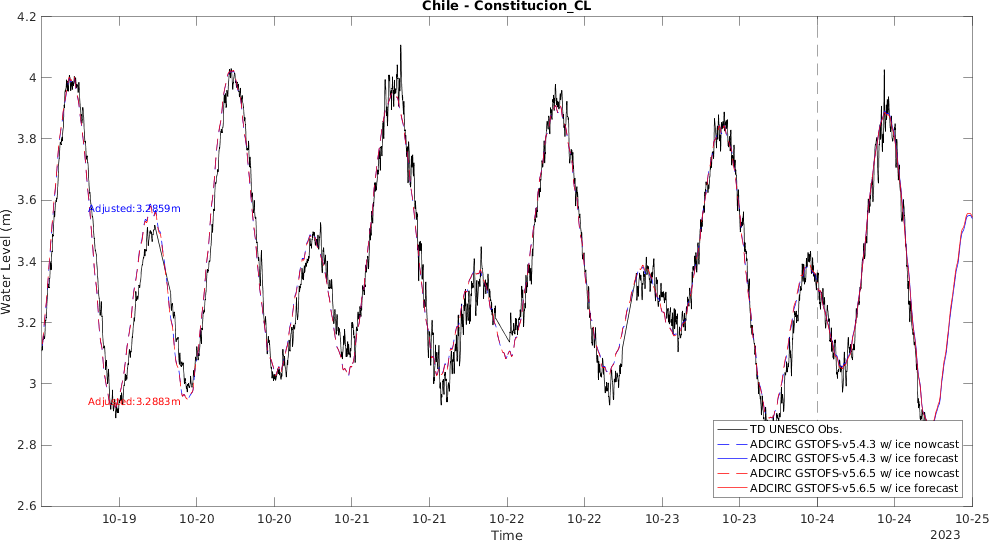 Chile - Constitucion_CL
4.2
4
3.8
3.6
3.4
3.2
3
2.8
2.6
Water Level (m)
Adjusted:3.2859m
Adjusted:3.2883m
TD UNESCO Obs.
ADCIRC GSTOFS-v5.4.3 w/ ice nowcast
ADCIRC GSTOFS-v5.4.3 w/ ice forecast
ADCIRC GSTOFS-v5.6.5 w/ ice nowcast
ADCIRC GSTOFS-v5.6.5 w/ ice forecast
10-19 10-20 10-20 10-21 10-21 10-22 10-22 10-23 10-23 10-24 10-24 10-25
Time
2023